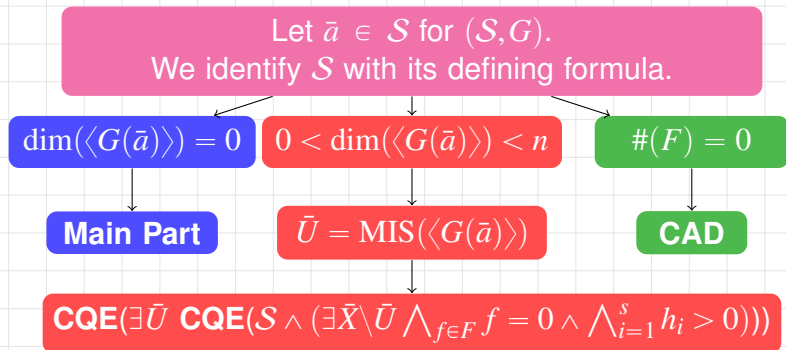 Let ā ∈ 𝒮 for (𝒮, G).
We identify 𝒮 with its defining formula.
dim(⟨G(ā)⟩) = 0
0 < dim(⟨G(ā)⟩) < n
#(F) = 0
Main Part
Ū = MIS(⟨G(ā)⟩)
CAD
CQE(∃Ū CQE(𝒮 ∧ (∃X̄\Ū ⋀_{f∈F} f = 0 ∧ ⋀_{i=1}^{s} h_i > 0)))